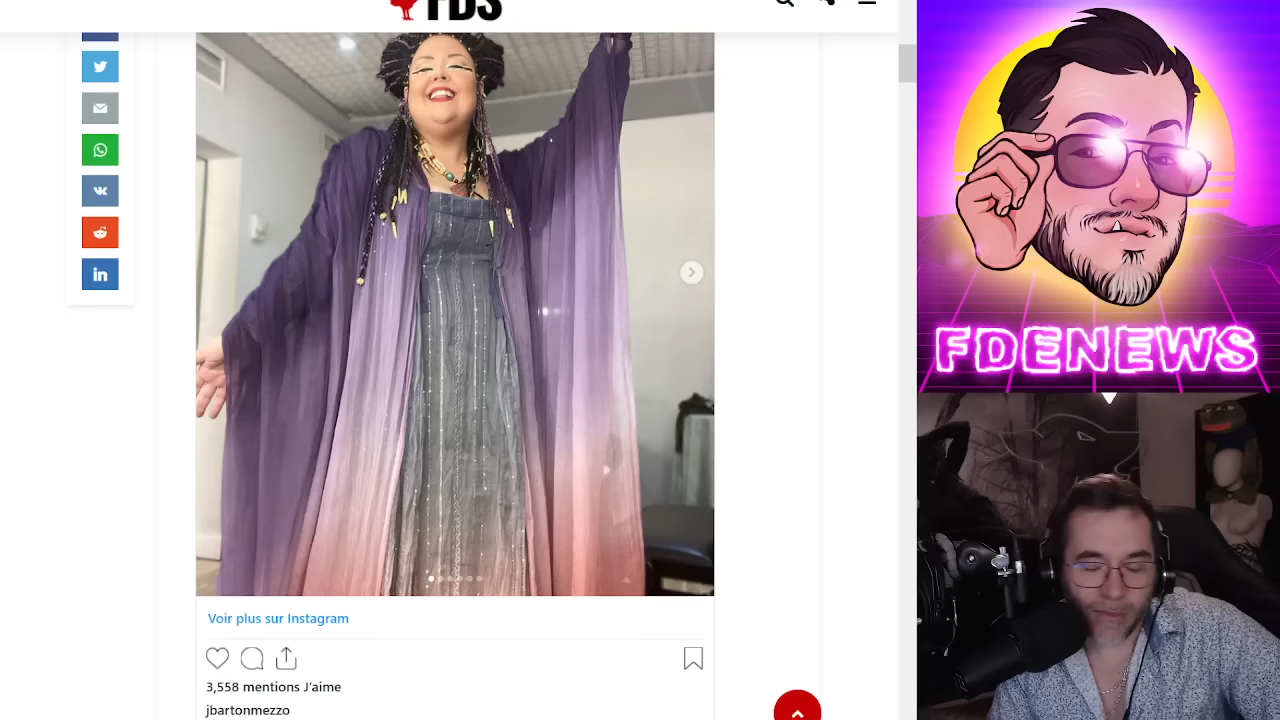 FDS
Voir plus sur Instagram
3,558 mentions J'aime
jbartonmezzo
FDENEWS